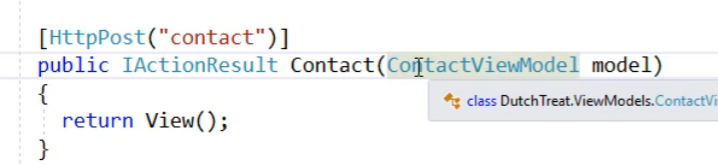 [HttpPost("contact")]
public IActionResult Contact(ContactViewModel model)
{
class DutchTreat.ViewModels.ContactVi
return View();
}